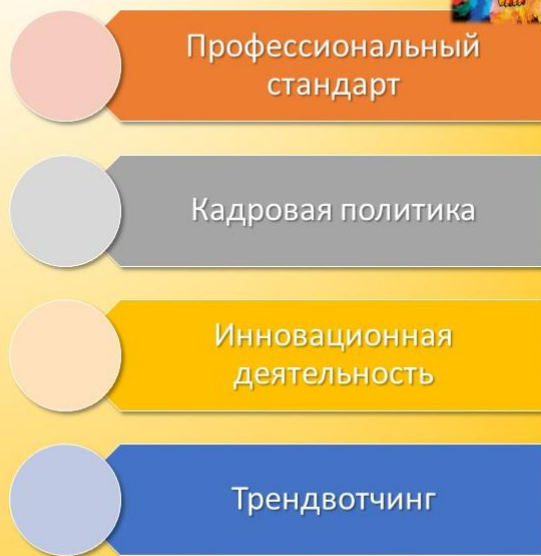 Профессиональный
стандарт
Кадровая политика
Инновационная
деятельность
Трендвотчинг